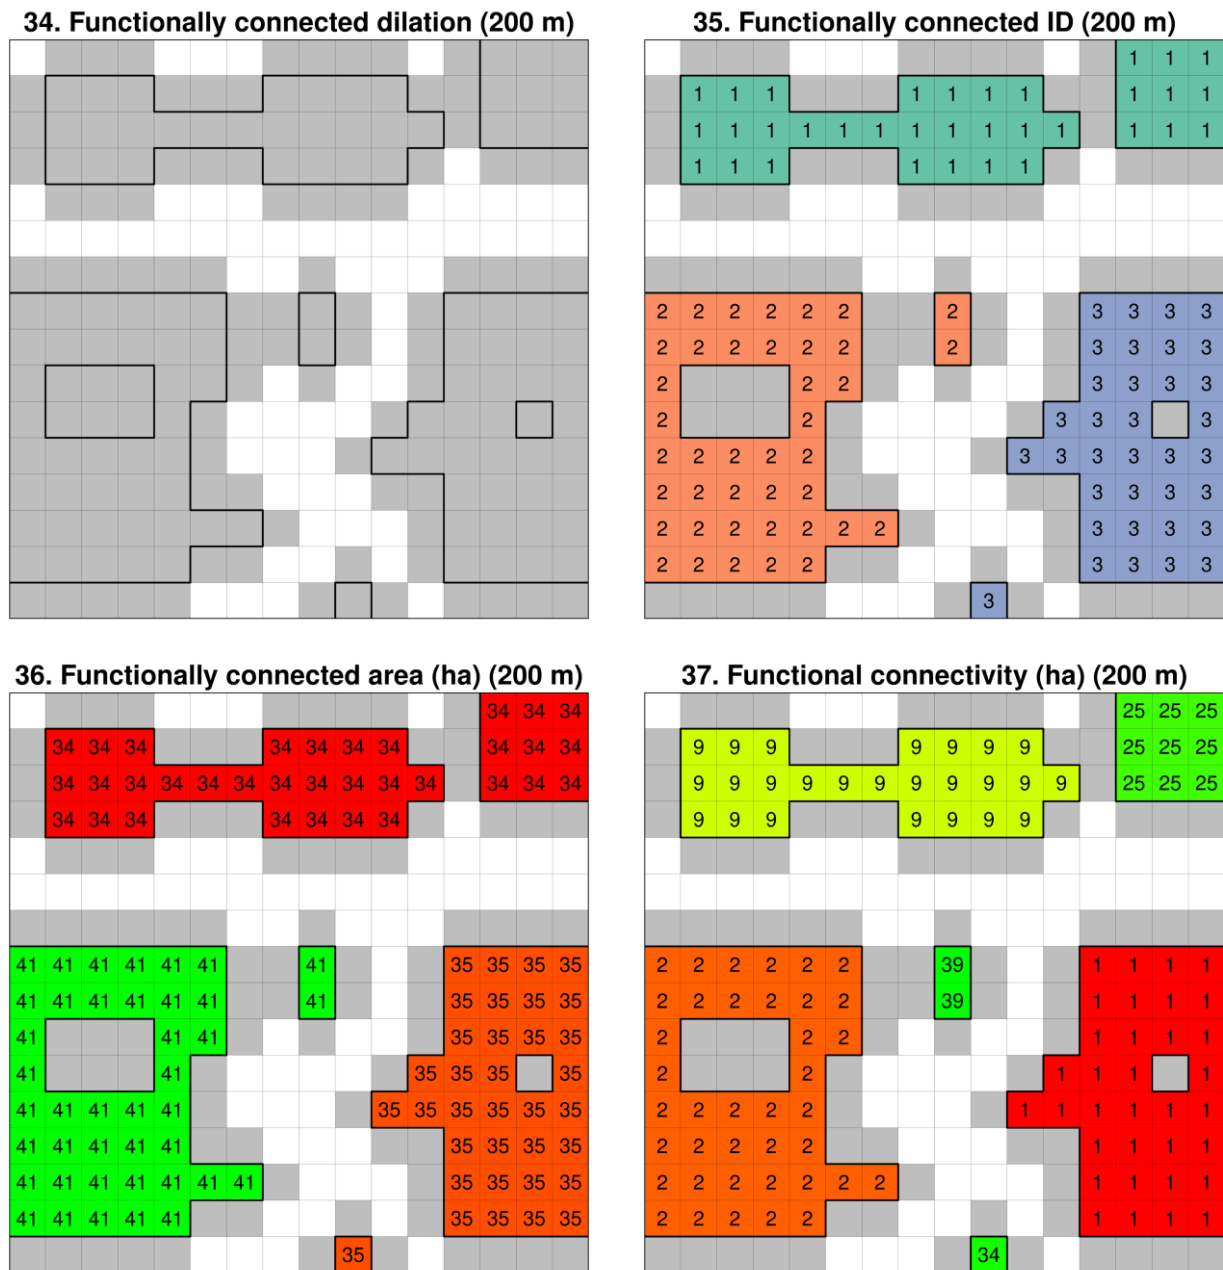 34. Functionally connected dilation (200 m)
35. Functionally connected ID (200 m)
1 1 1
1 1 1 1 1 1 1 1 1 1
1 1 1 1 1 1 1 1 1 1 1 1 1 1
1 1 1 1 1 1 1
2 2 2 2 2 2 2 3 3 3 3
2 2 2 2 2 2 2 3 3 3 3
2 2 2 3 3 3 3
2 2 3 3 3 3
2 2 2 2 2 3 3 3 3 3 3
2 2 2 2 2 3 3 3 3
2 2 2 2 2 2 2 3 3 3 3
2 2 2 2 2 3 3 3 3
3
36. Functionally connected area (ha) (200 m)
34 34 34
34 34 34 34 34 34 34 34 34 34
34 34 34 34 34 34 34 34 34 34 34 34 34 34
34 34 34 34 34 34 34
41 41 41 41 41 41 41 35 35 35 35
41 41 41 41 41 41 41 35 35 35 35
41 41 41 35 35 35 35
41 41 35 35 35 35
41 41 41 41 41 35 35 35 35 35 35
41 41 41 41 41 35 35 35 35
41 41 41 41 41 41 41 35 35 35 35
41 41 41 41 41 35 35 35 35
35
37. Functional connectivity (ha) (200 m)
25 25 25
9 9 9 9 9 9 9 25 25 25
9 9 9 9 9 9 9 9 9 9 9 25 25 25
9 9 9 9 9 9 9
2 2 2 2 2 2 39 1 1 1 1
2 2 2 2 2 2 39 1 1 1 1
2 2 2 1 1 1 1
2 2 1 1 1 1
2 2 2 2 2 1 1 1 1 1 1
2 2 2 2 2 1 1 1 1
2 2 2 2 2 2 2 1 1 1 1
2 2 2 2 2 1 1 1 1
34